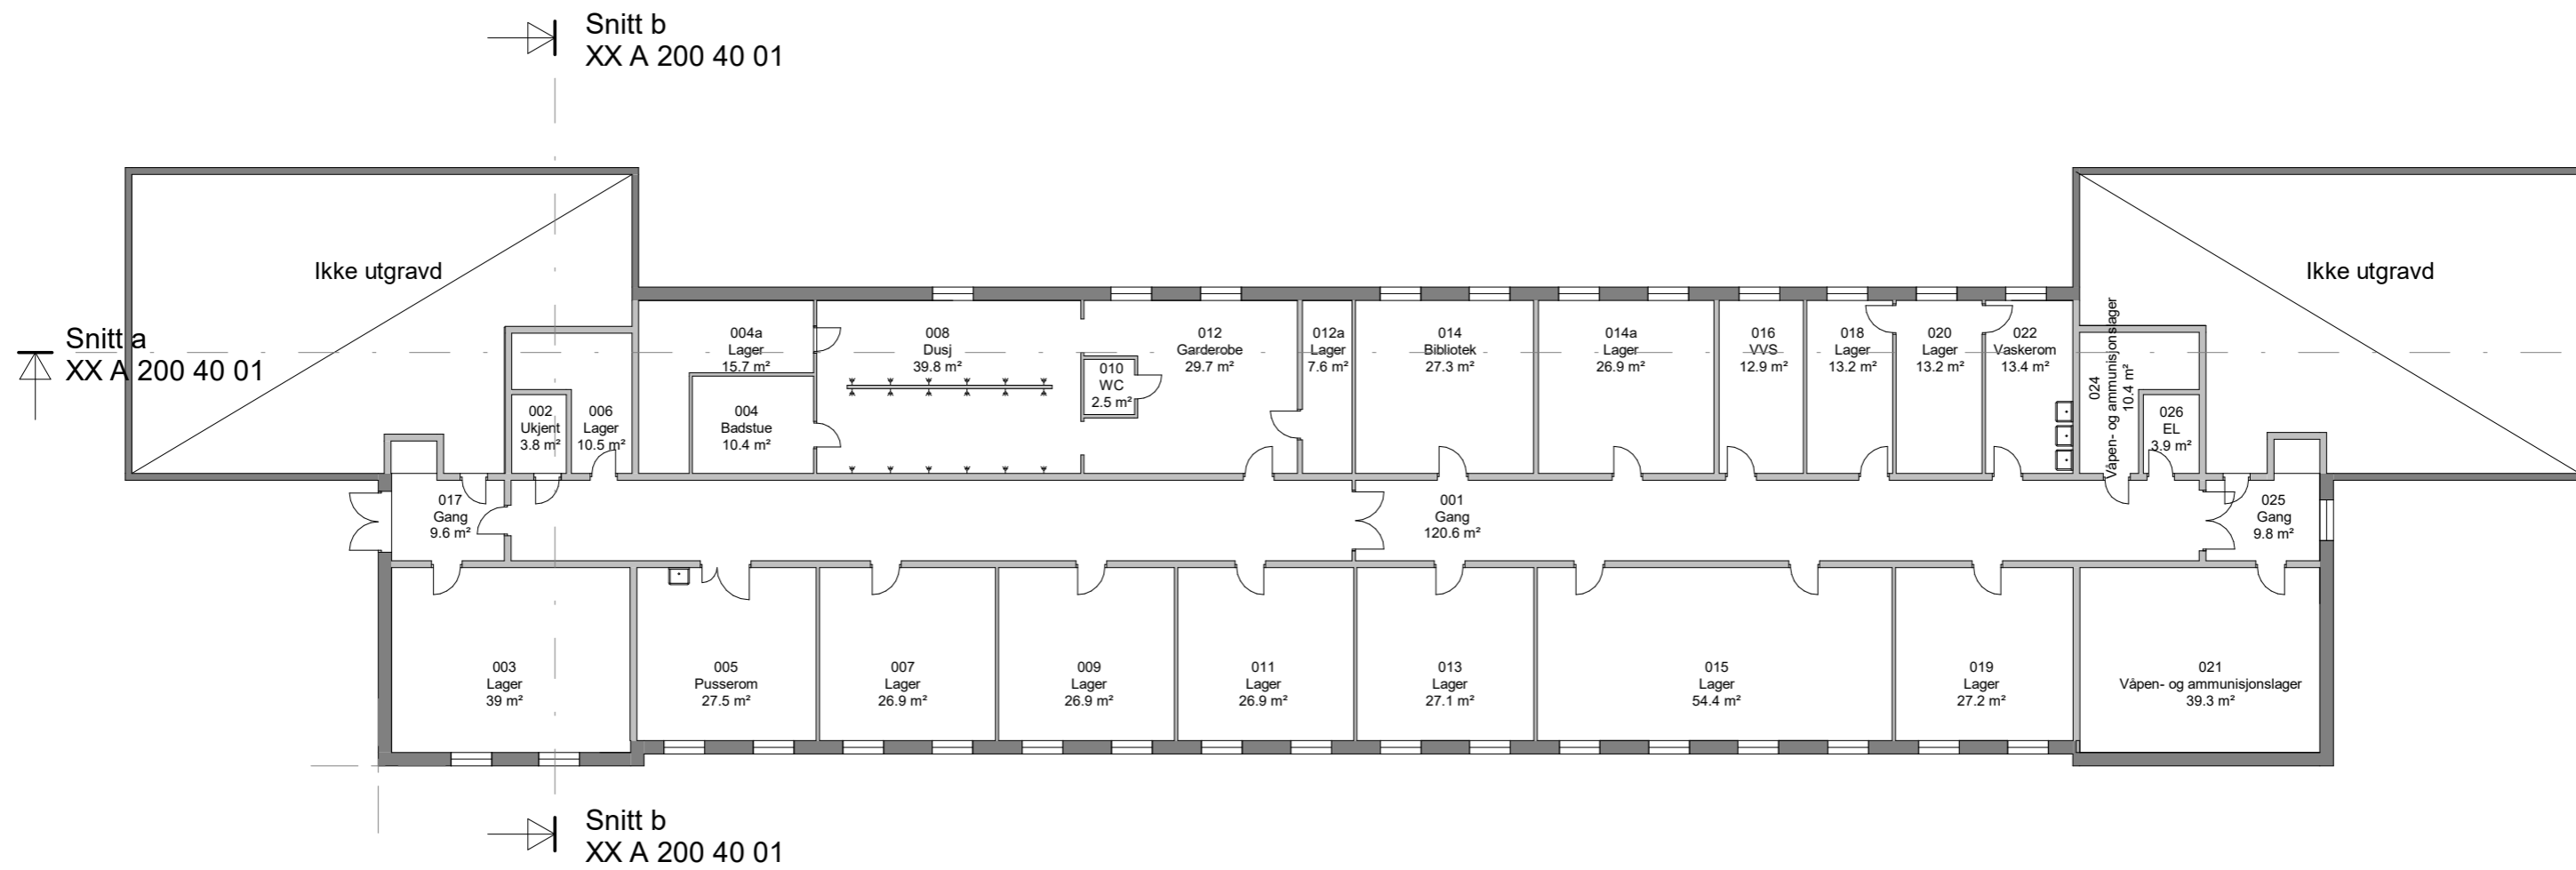 Snitt b
XX A 200 40 01
Ikke utgravd
Ikke utgravd
Snitt a
XX A 200 40 01
004a
Lager
15.7 m²
008
Dusj
39.8 m²
012
Garderobe
29.7 m²
012a
Lager
7.6 m²
014
Bibliotek
27.3 m²
014a
Lager
26.9 m²
016
VVS
12.9 m²
018
Lager
13.2 m²
020
Lager
13.2 m²
022
Vaskerom
13.4 m²
024
Våpen- og ammunisjonslager
10.4 m²
010
WC
2.5 m²
002
Ukjent
3.8 m²
006
Lager
10.5 m²
004
Badstue
10.4 m²
026
EL
3.9 m²
017
Gang
9.6 m²
001
Gang
120.6 m²
025
Gang
9.8 m²
003
Lager
39 m²
005
Pusserom
27.5 m²
007
Lager
26.9 m²
009
Lager
26.9 m²
011
Lager
26.9 m²
013
Lager
27.1 m²
015
Lager
54.4 m²
019
Lager
27.2 m²
021
Våpen- og ammunisjonslager
39.3 m²
Snitt b
XX A 200 40 01